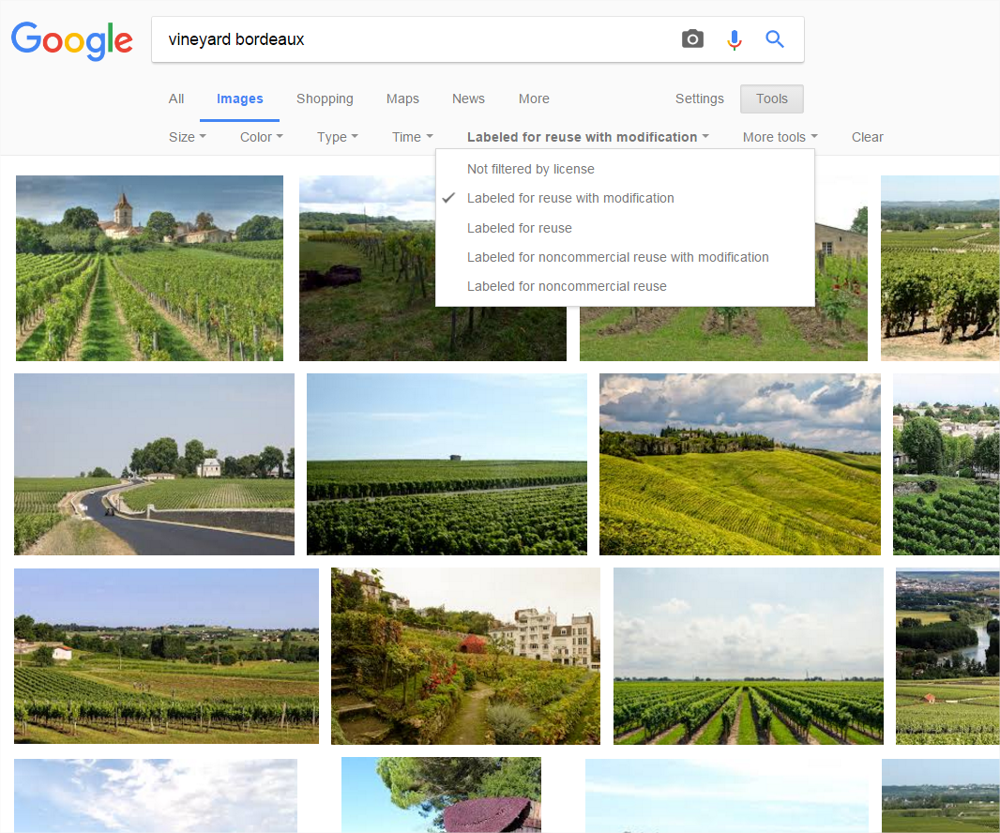 Google
vineyard bordeaux
All Images Shopping Maps News More Settings Tools
Size Color Type Time Labeled for reuse with modification More tools Clear
Not filtered by license
Labeled for reuse with modification
Labeled for reuse
Labeled for noncommercial reuse with modification
Labeled for noncommercial reuse